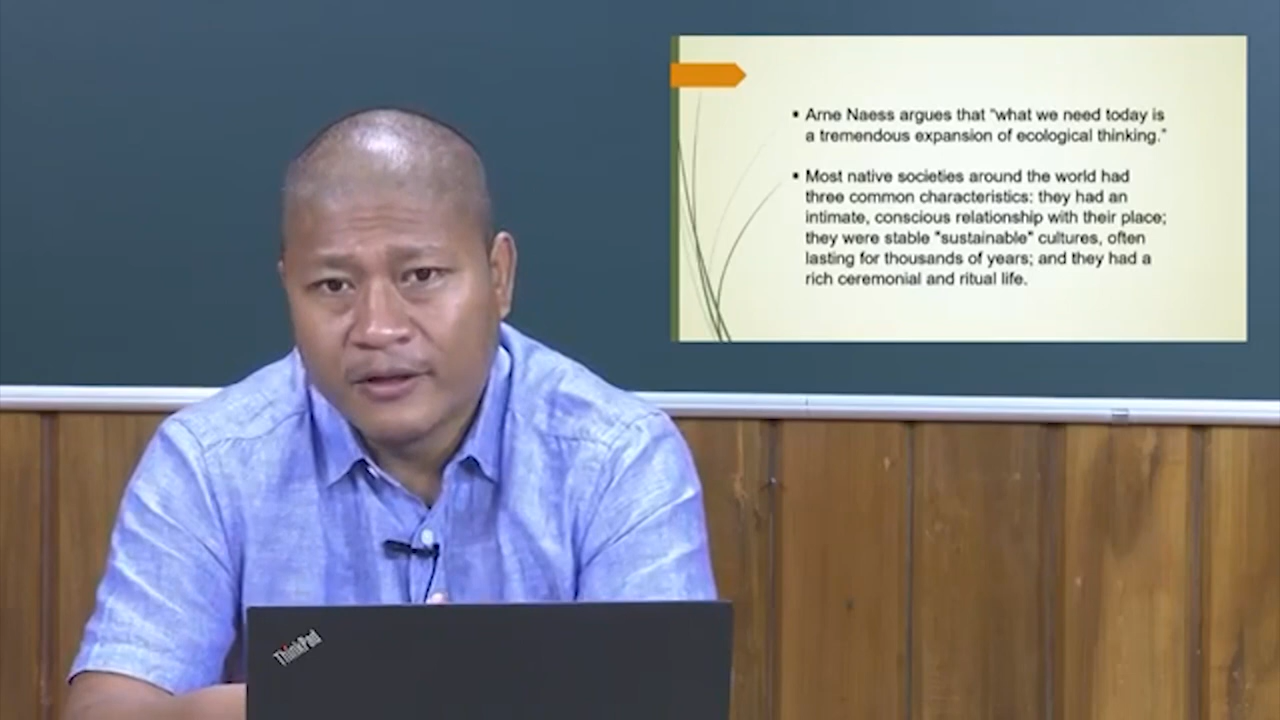 ▪ Arne Naess argues that “what we need today is
a tremendous expansion of ecological thinking.”
▪ Most native societies around the world had
three common characteristics: they had an
intimate, conscious relationship with their place;
they were stable "sustainable" cultures, often
lasting for thousands of years; and they had a
rich ceremonial and ritual life.
ThinkPad